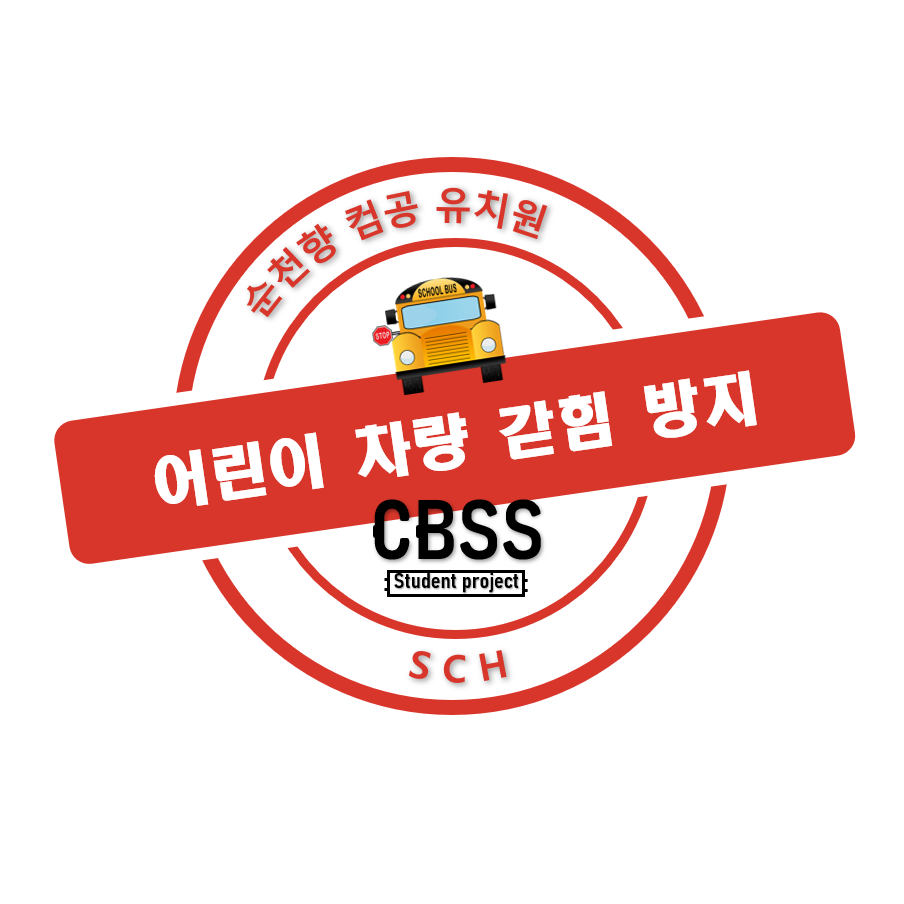 순천향 컴공 유치원
SCHOOL BUS
STOP
어린이 차량 갇힘 방지
CBSS
Student project
SCH